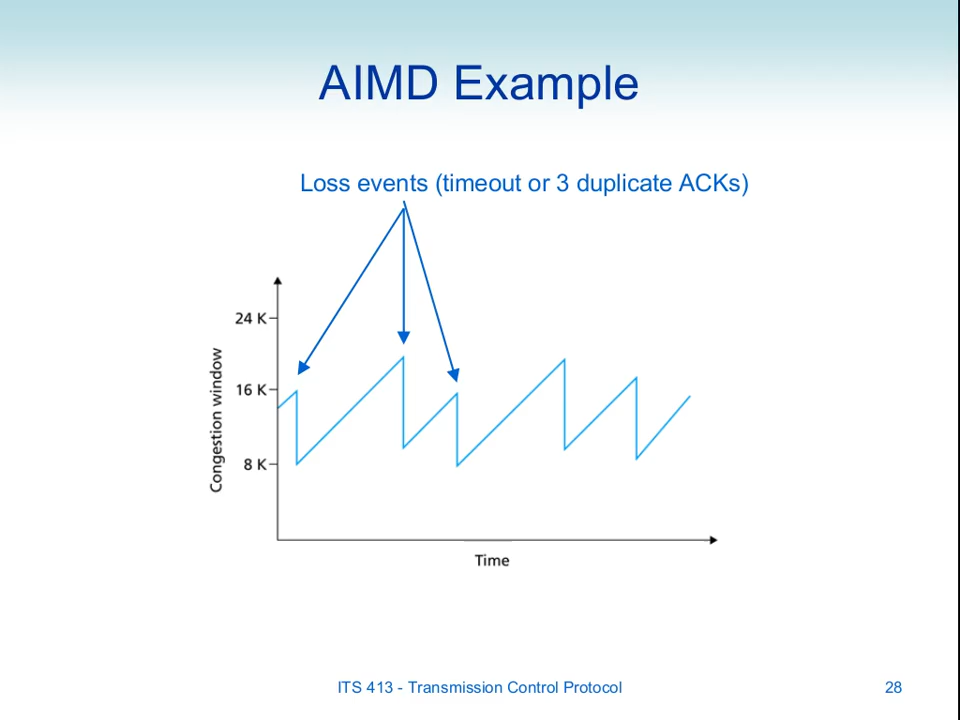 AIMD Example
Loss events (timeout or 3 duplicate ACKs)
24 K
16 K
8 K
Congestion window
Time
ITS 413 - Transmission Control Protocol
28